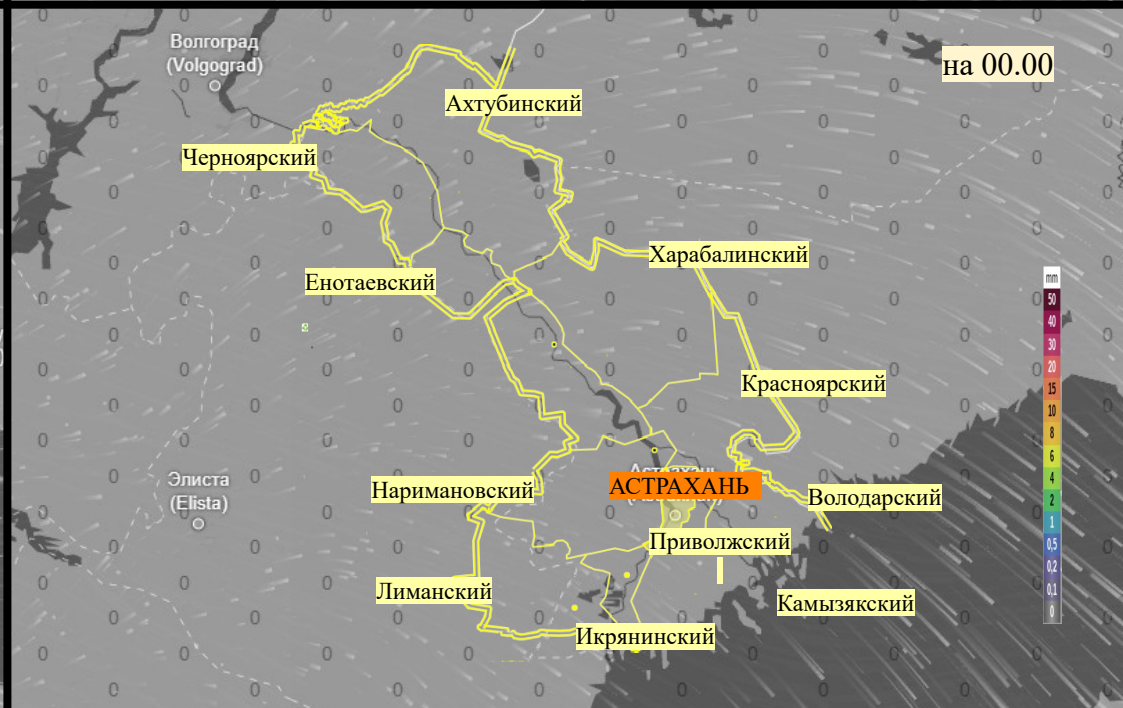 Волгоград
(Volgograd)
на 00.00
Ахтубинский
Черноярский
Харабалинский
Енотаевский
mm
50
40
30
20
15
10
8
6
4
2
1
0,5
0,2
0,1
0
Красноярский
Элиста
(Elista)
Наримановский
АСТРАХАНЬ
Володарский
Приволжский
Лиманский
Камызякский
Икрянинский